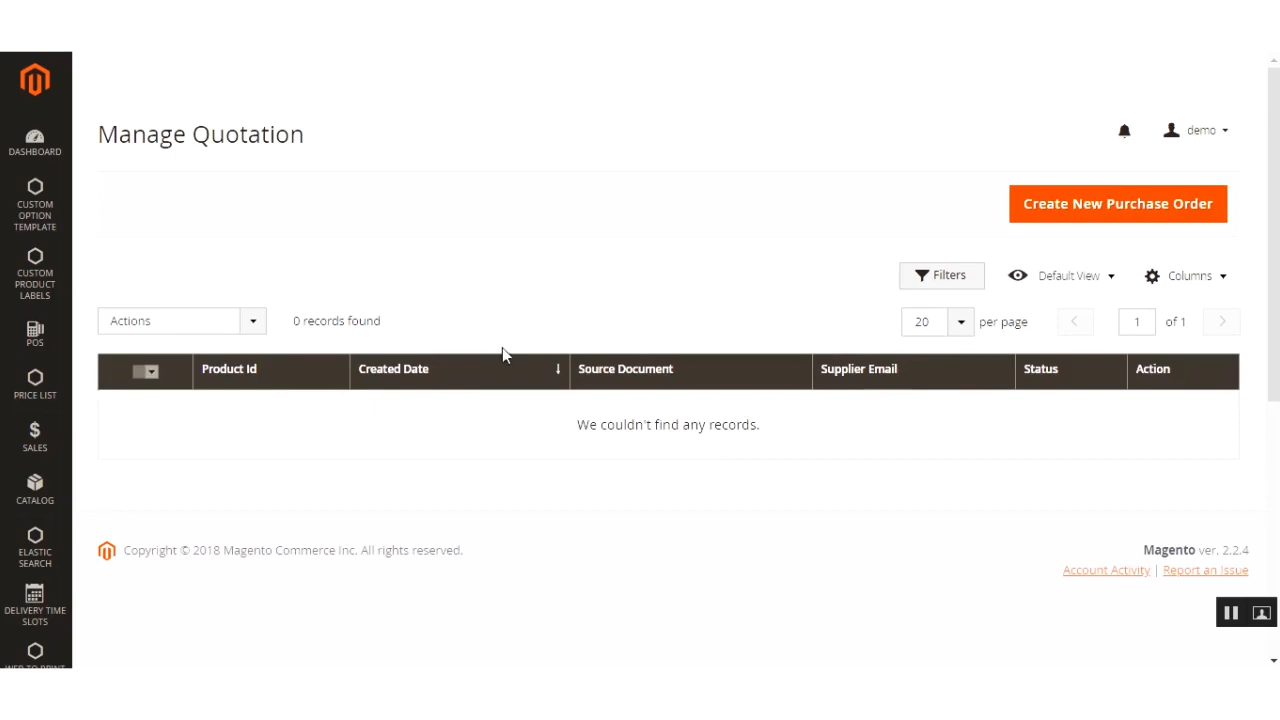 Manage Quotation
demo
DASHBOARD
CUSTOM
OPTION
TEMPLATE
Create New Purchase Order
CUSTOM
PRODUCT
LABELS
Filters
Default View
Columns
Actions
0 records found
20
per page
1
of 1
POS
Product Id
Created Date
↓
Source Document
Supplier Email
Status
Action
PRICE LIST
We couldn't find any records.
SALES
CATALOG
ELASTIC
SEARCH
Copyright © 2018 Magento Commerce Inc. All rights reserved.
Magento ver. 2.2.4
Account Activity | Report an Issue
DELIVERY TIME
SLOTS
WEB TO PRINT